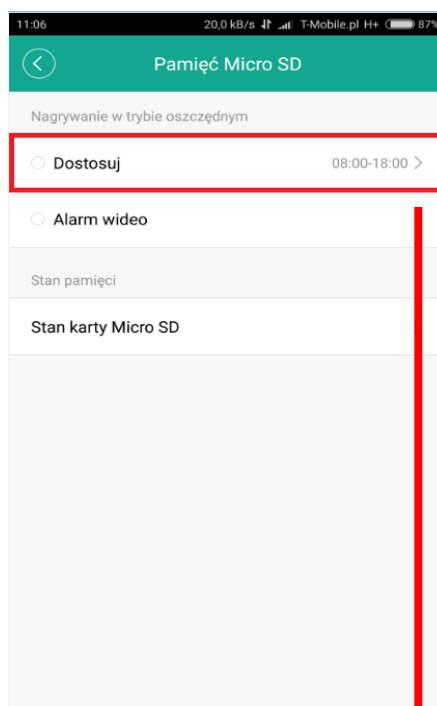 11:06 20,0 kB/s T-Mobile.pl H+ 87%
Pamięć Micro SD
Nagrywanie w trybie oszczędnym
Dostosuj 08:00-18:00
Alarm wideo
Stan pamięci
Stan karty Micro SD